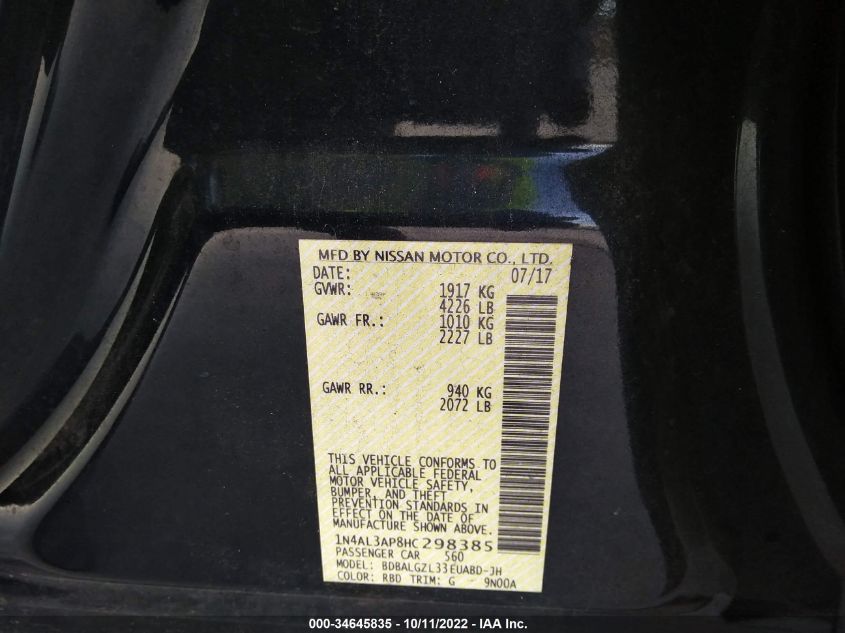 MFD BY NISSAN MOTOR CO., LTD.
DATE: 07/17
GVWR: 1917 KG
4226 LB
GAWR FR.: 1010 KG
2227 LB
GAWR RR.: 940 KG
2072 LB
THIS VEHICLE CONFORMS TO
ALL APPLICABLE FEDERAL
MOTOR VEHICLE SAFETY,
BUMPER, AND THEFT
PREVENTION STANDARDS IN
EFFECT ON THE DATE OF
MANUFACTURE SHOWN ABOVE.
1N4AL3AP8HC298385
PASSENGER CAR S60
MODEL: BDBALGZL33EUABD-JH
COLOR: RBD TRIM: G - 9N00A
000-34645835 - 10/11/2022 - IAA Inc.